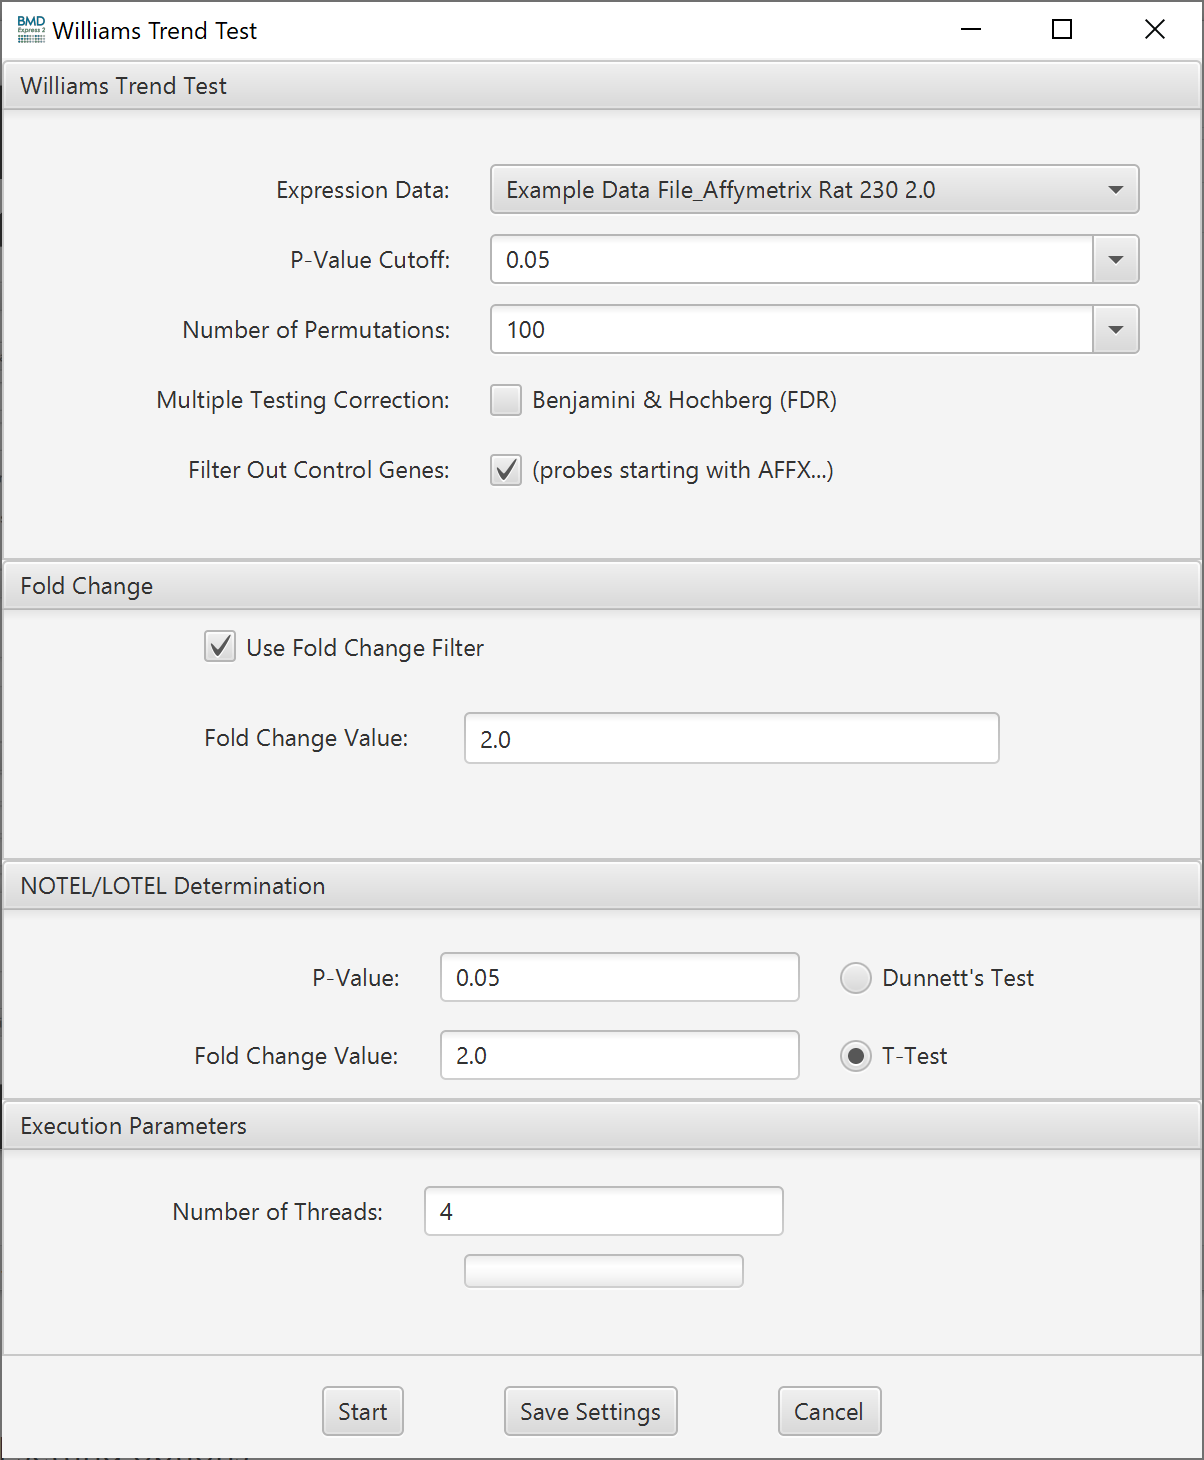 BMD
Express 2
Williams Trend Test
Williams Trend Test
Expression Data: Example Data File_Affymetrix Rat 230 2.0
P-Value Cutoff: 0.05
Number of Permutations: 100
Multiple Testing Correction: Benjamini & Hochberg (FDR)
Filter Out Control Genes: (probes starting with AFFX...)
Fold Change
Use Fold Change Filter
Fold Change Value: 2.0
NOTEL/LOTEL Determination
P-Value: 0.05 Dunnett's Test
Fold Change Value: 2.0 T-Test
Execution Parameters
Number of Threads: 4
Start Save Settings Cancel